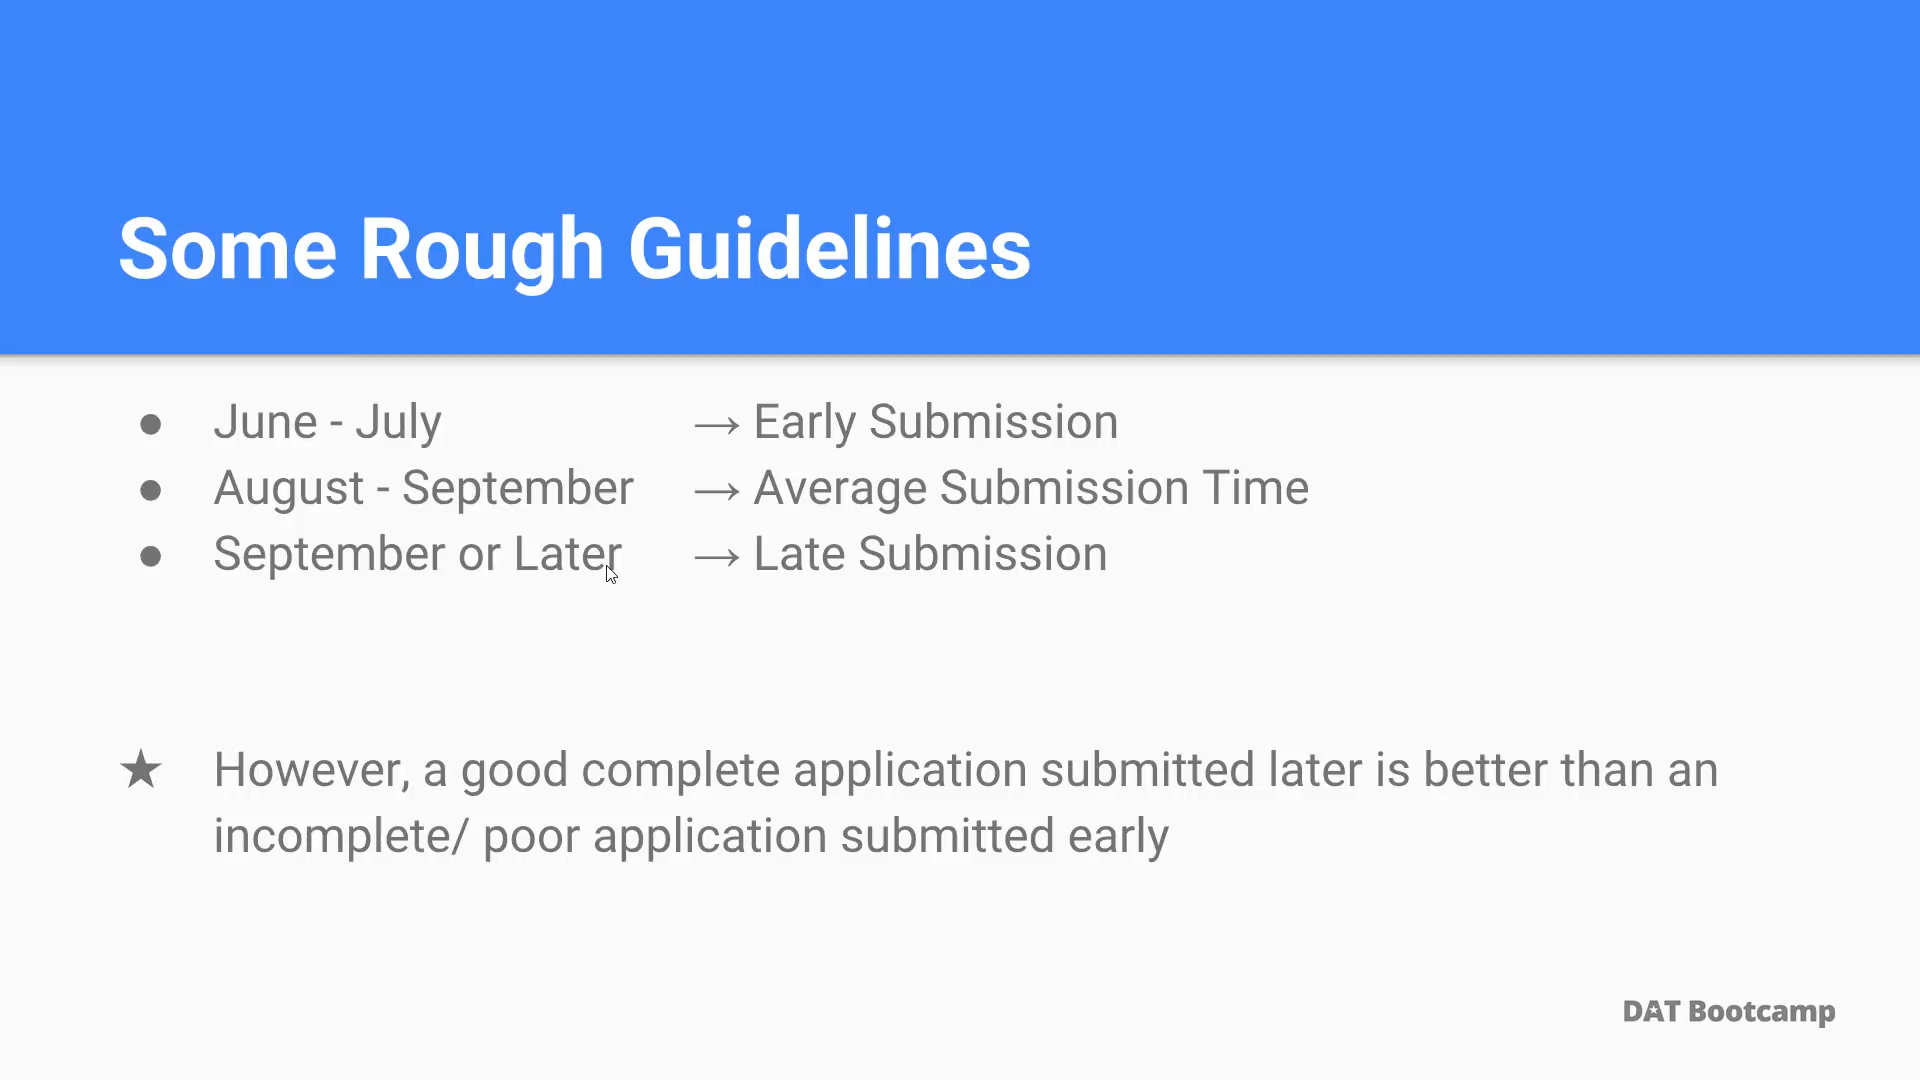 Some Rough Guidelines
● June - July → Early Submission
● August - September → Average Submission Time
● September or Later → Late Submission
★ However, a good complete application submitted later is better than an
incomplete/ poor application submitted early
DAT Bootcamp